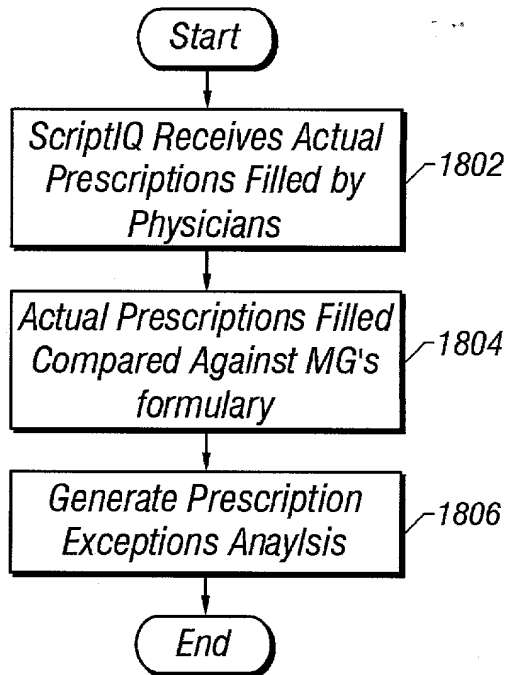 Start
ScriptIQ Receives Actual
Prescriptions Filled by
Physicians
1802
Actual Prescriptions Filled
Compared Against MG's
formulary
1804
Generate Prescription
Exceptions Anaylsis
1806
End